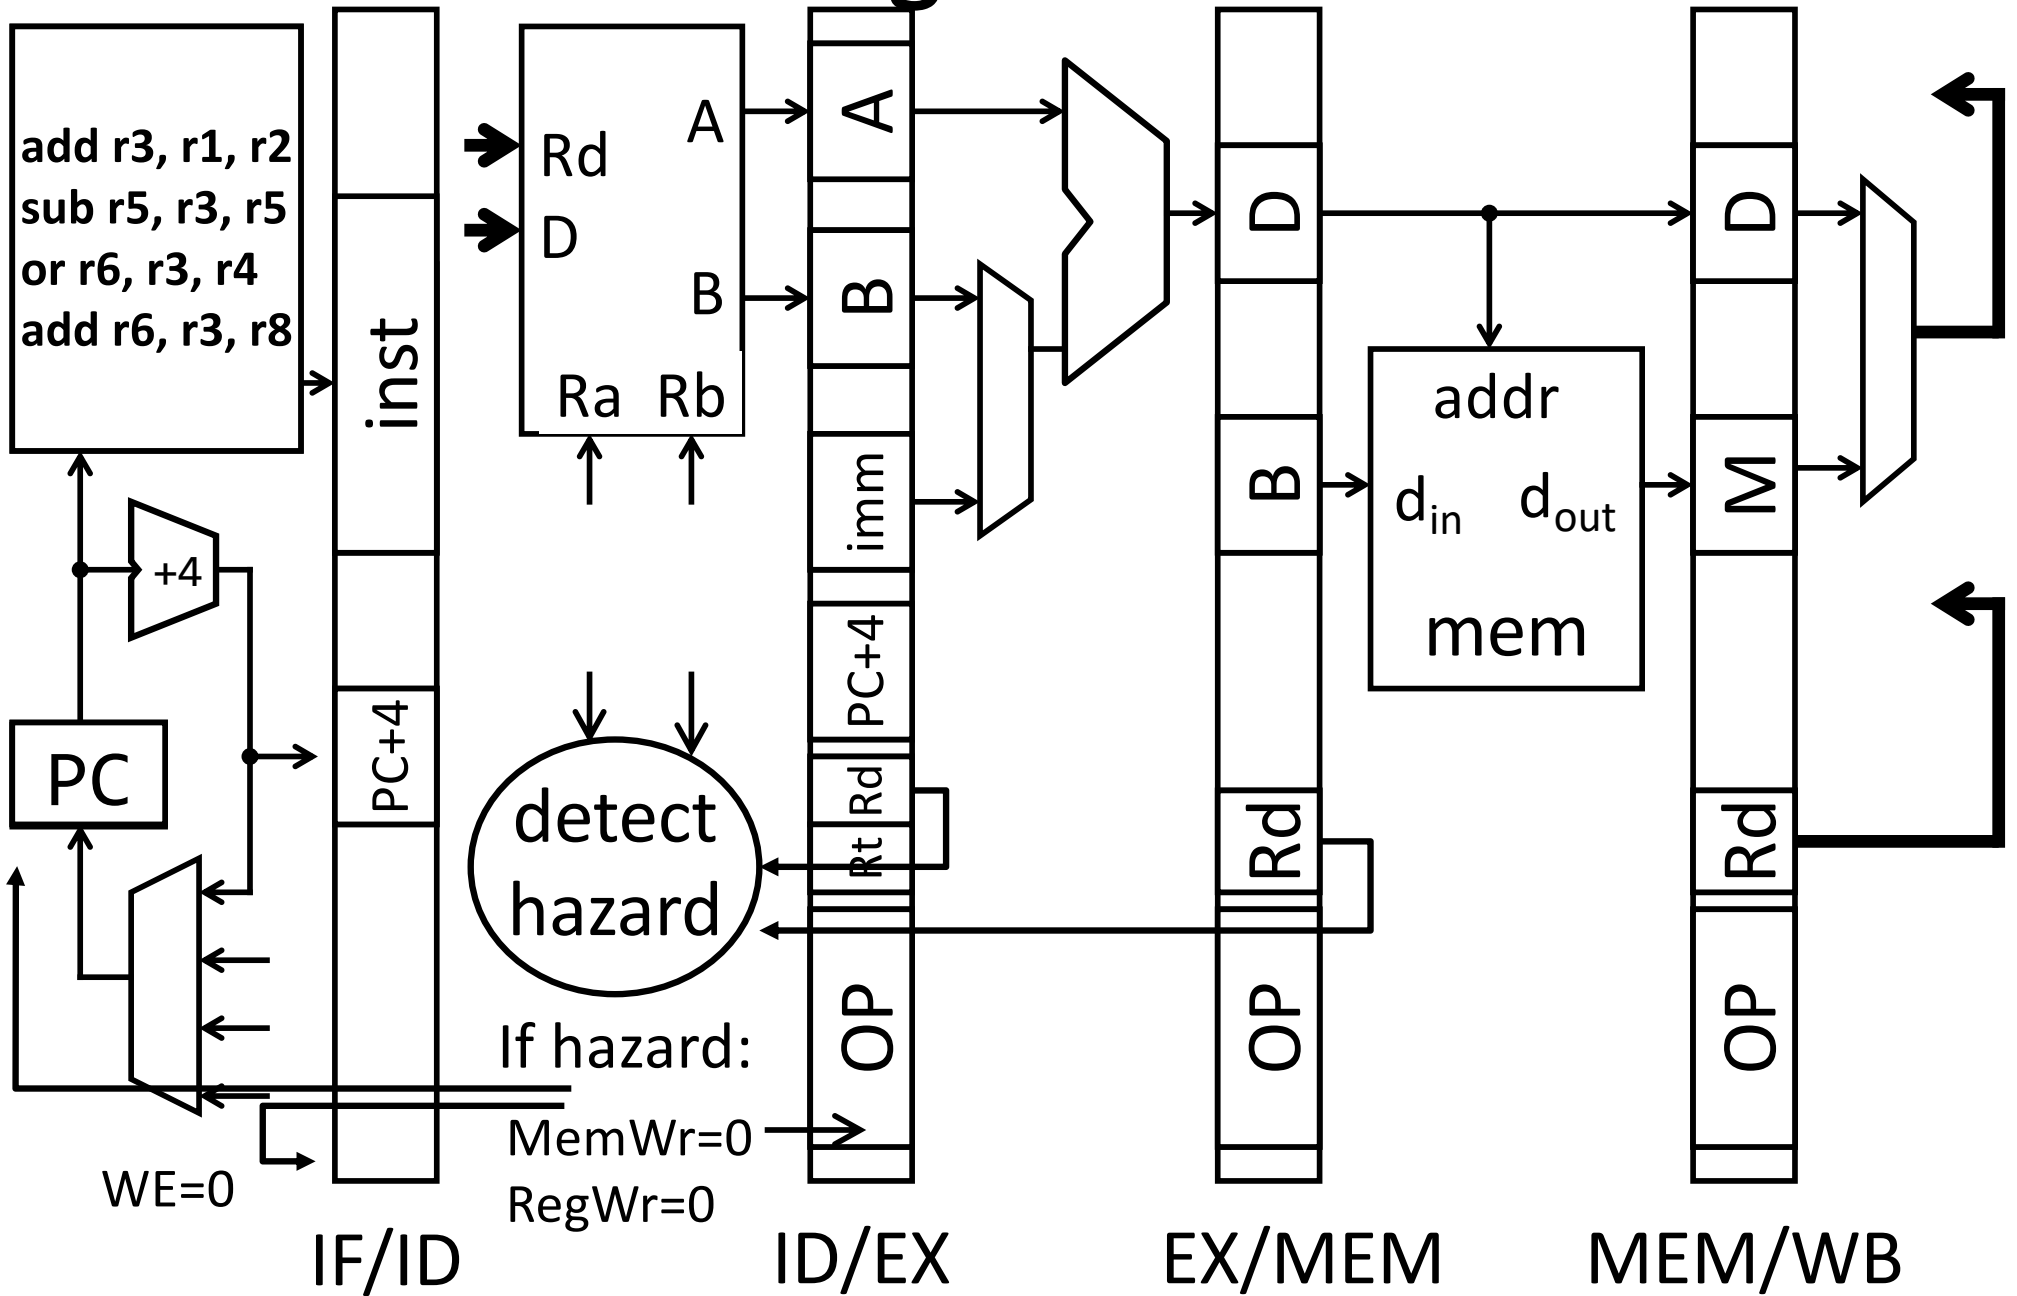 add r3, r1, r2
sub r5, r3, r5
or r6, r3, r4
add r6, r3, r8
+4
PC
WE=0
inst
PC+4
IF/ID
Rd
D
A
B
Ra Rb
detect
hazard
If hazard:
MemWr=0
RegWr=0
A
B
imm
PC+4
Rd
Rt
OP
ID/EX
D
B
Rd
OP
EX/MEM
addr
din dout
mem
D
M
Rd
OP
MEM/WB